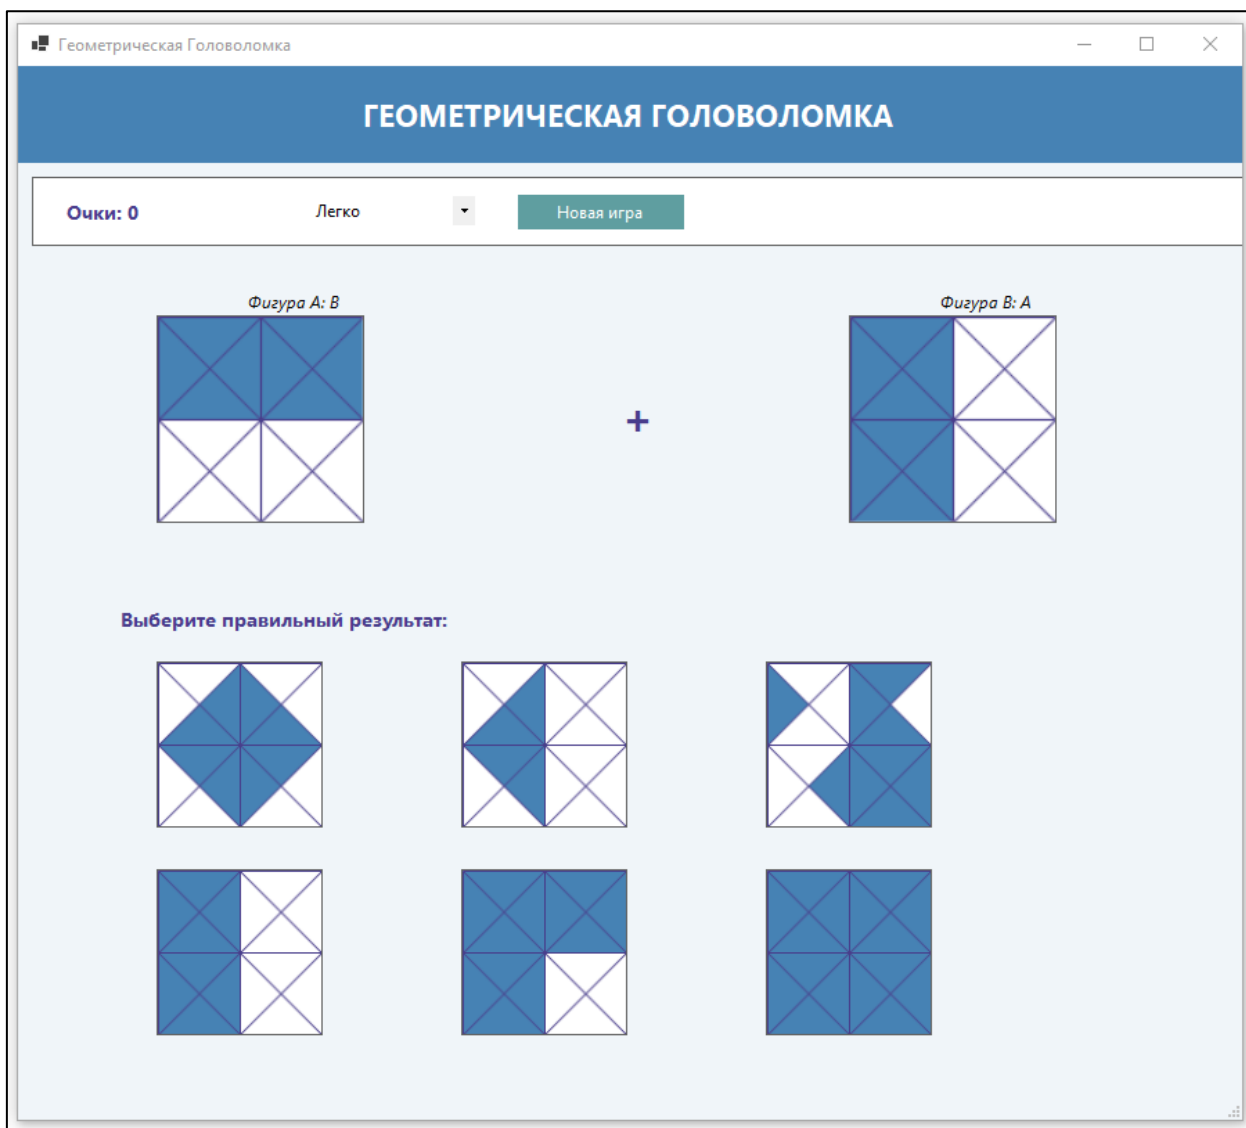 Геометрическая Головоломка
ГЕОМЕТРИЧЕСКАЯ ГОЛОВОЛОМКА
Очки: 0 Легко Новая игра
Фигура A: B Фигура B: A
+
Выберите правильный результат: